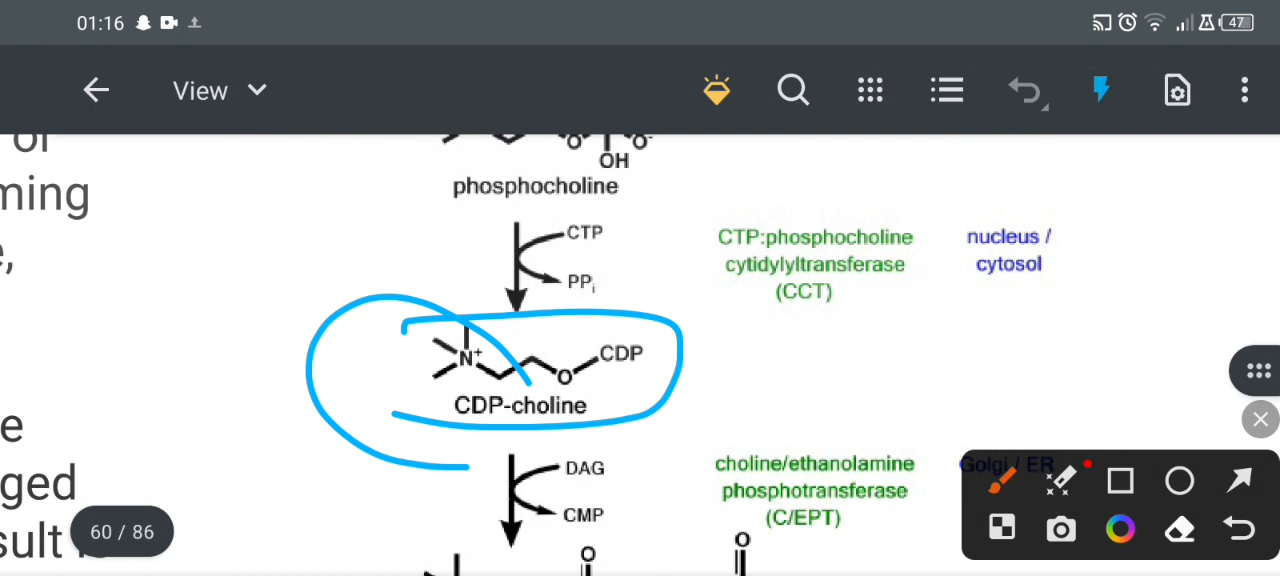 01:16
47
View
or
ming
e,
OH
phosphocholine
CTP
PPi
CTP:phosphocholine
cytidylyltransferase
(CCT)
nucleus /
cytosol
N+
O
CDP
CDP-choline
e
ged
sult
60 / 86
DAG
CMP
choline/ethanolamine
phosphotransferase
(C/EPT)
Golgi / ER
O
O